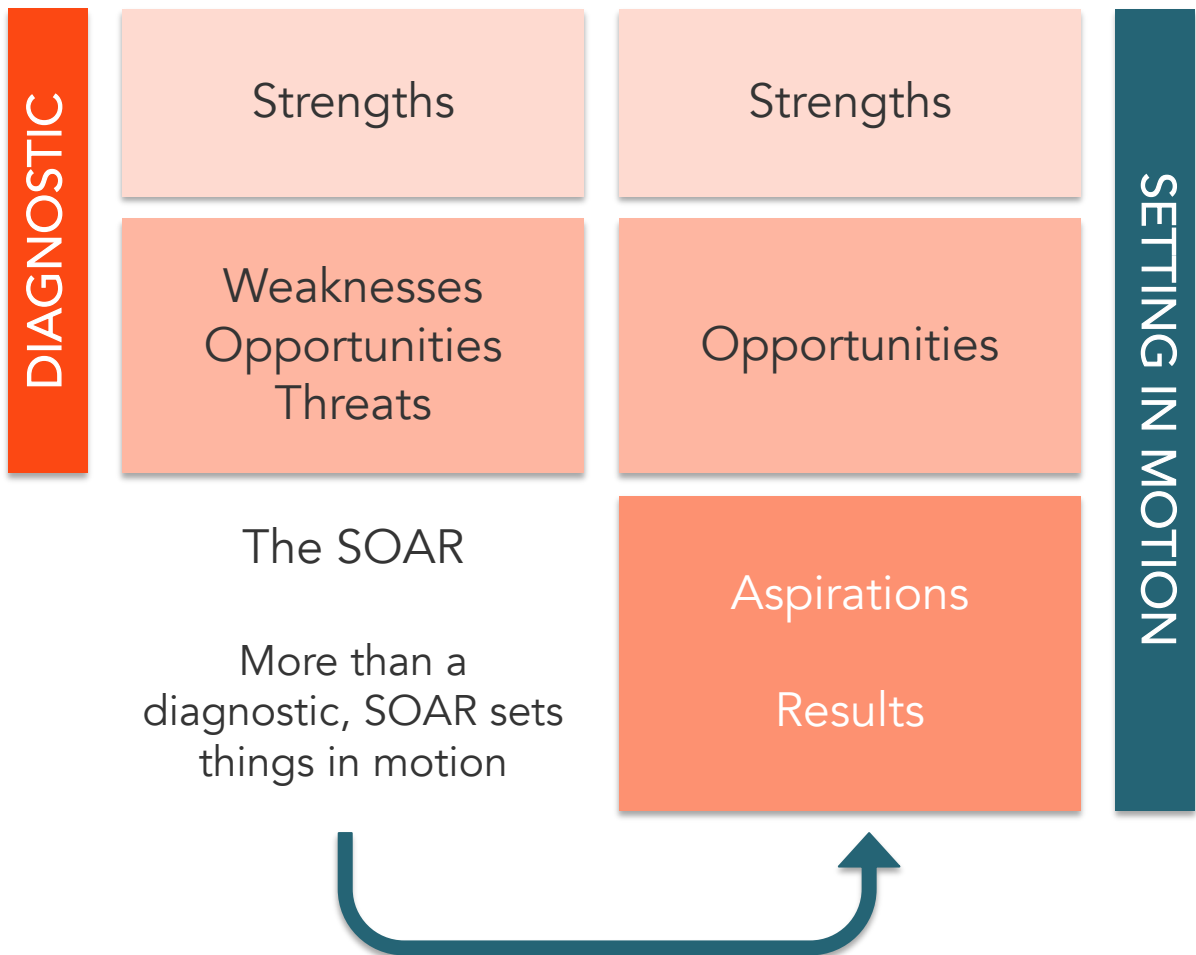 DIAGNOSTIC
Strengths
Weaknesses
Opportunities
Threats
The SOAR
More than a
diagnostic, SOAR sets
things in motion
Strengths
Opportunities
Aspirations
Results
SETTING IN MOTION